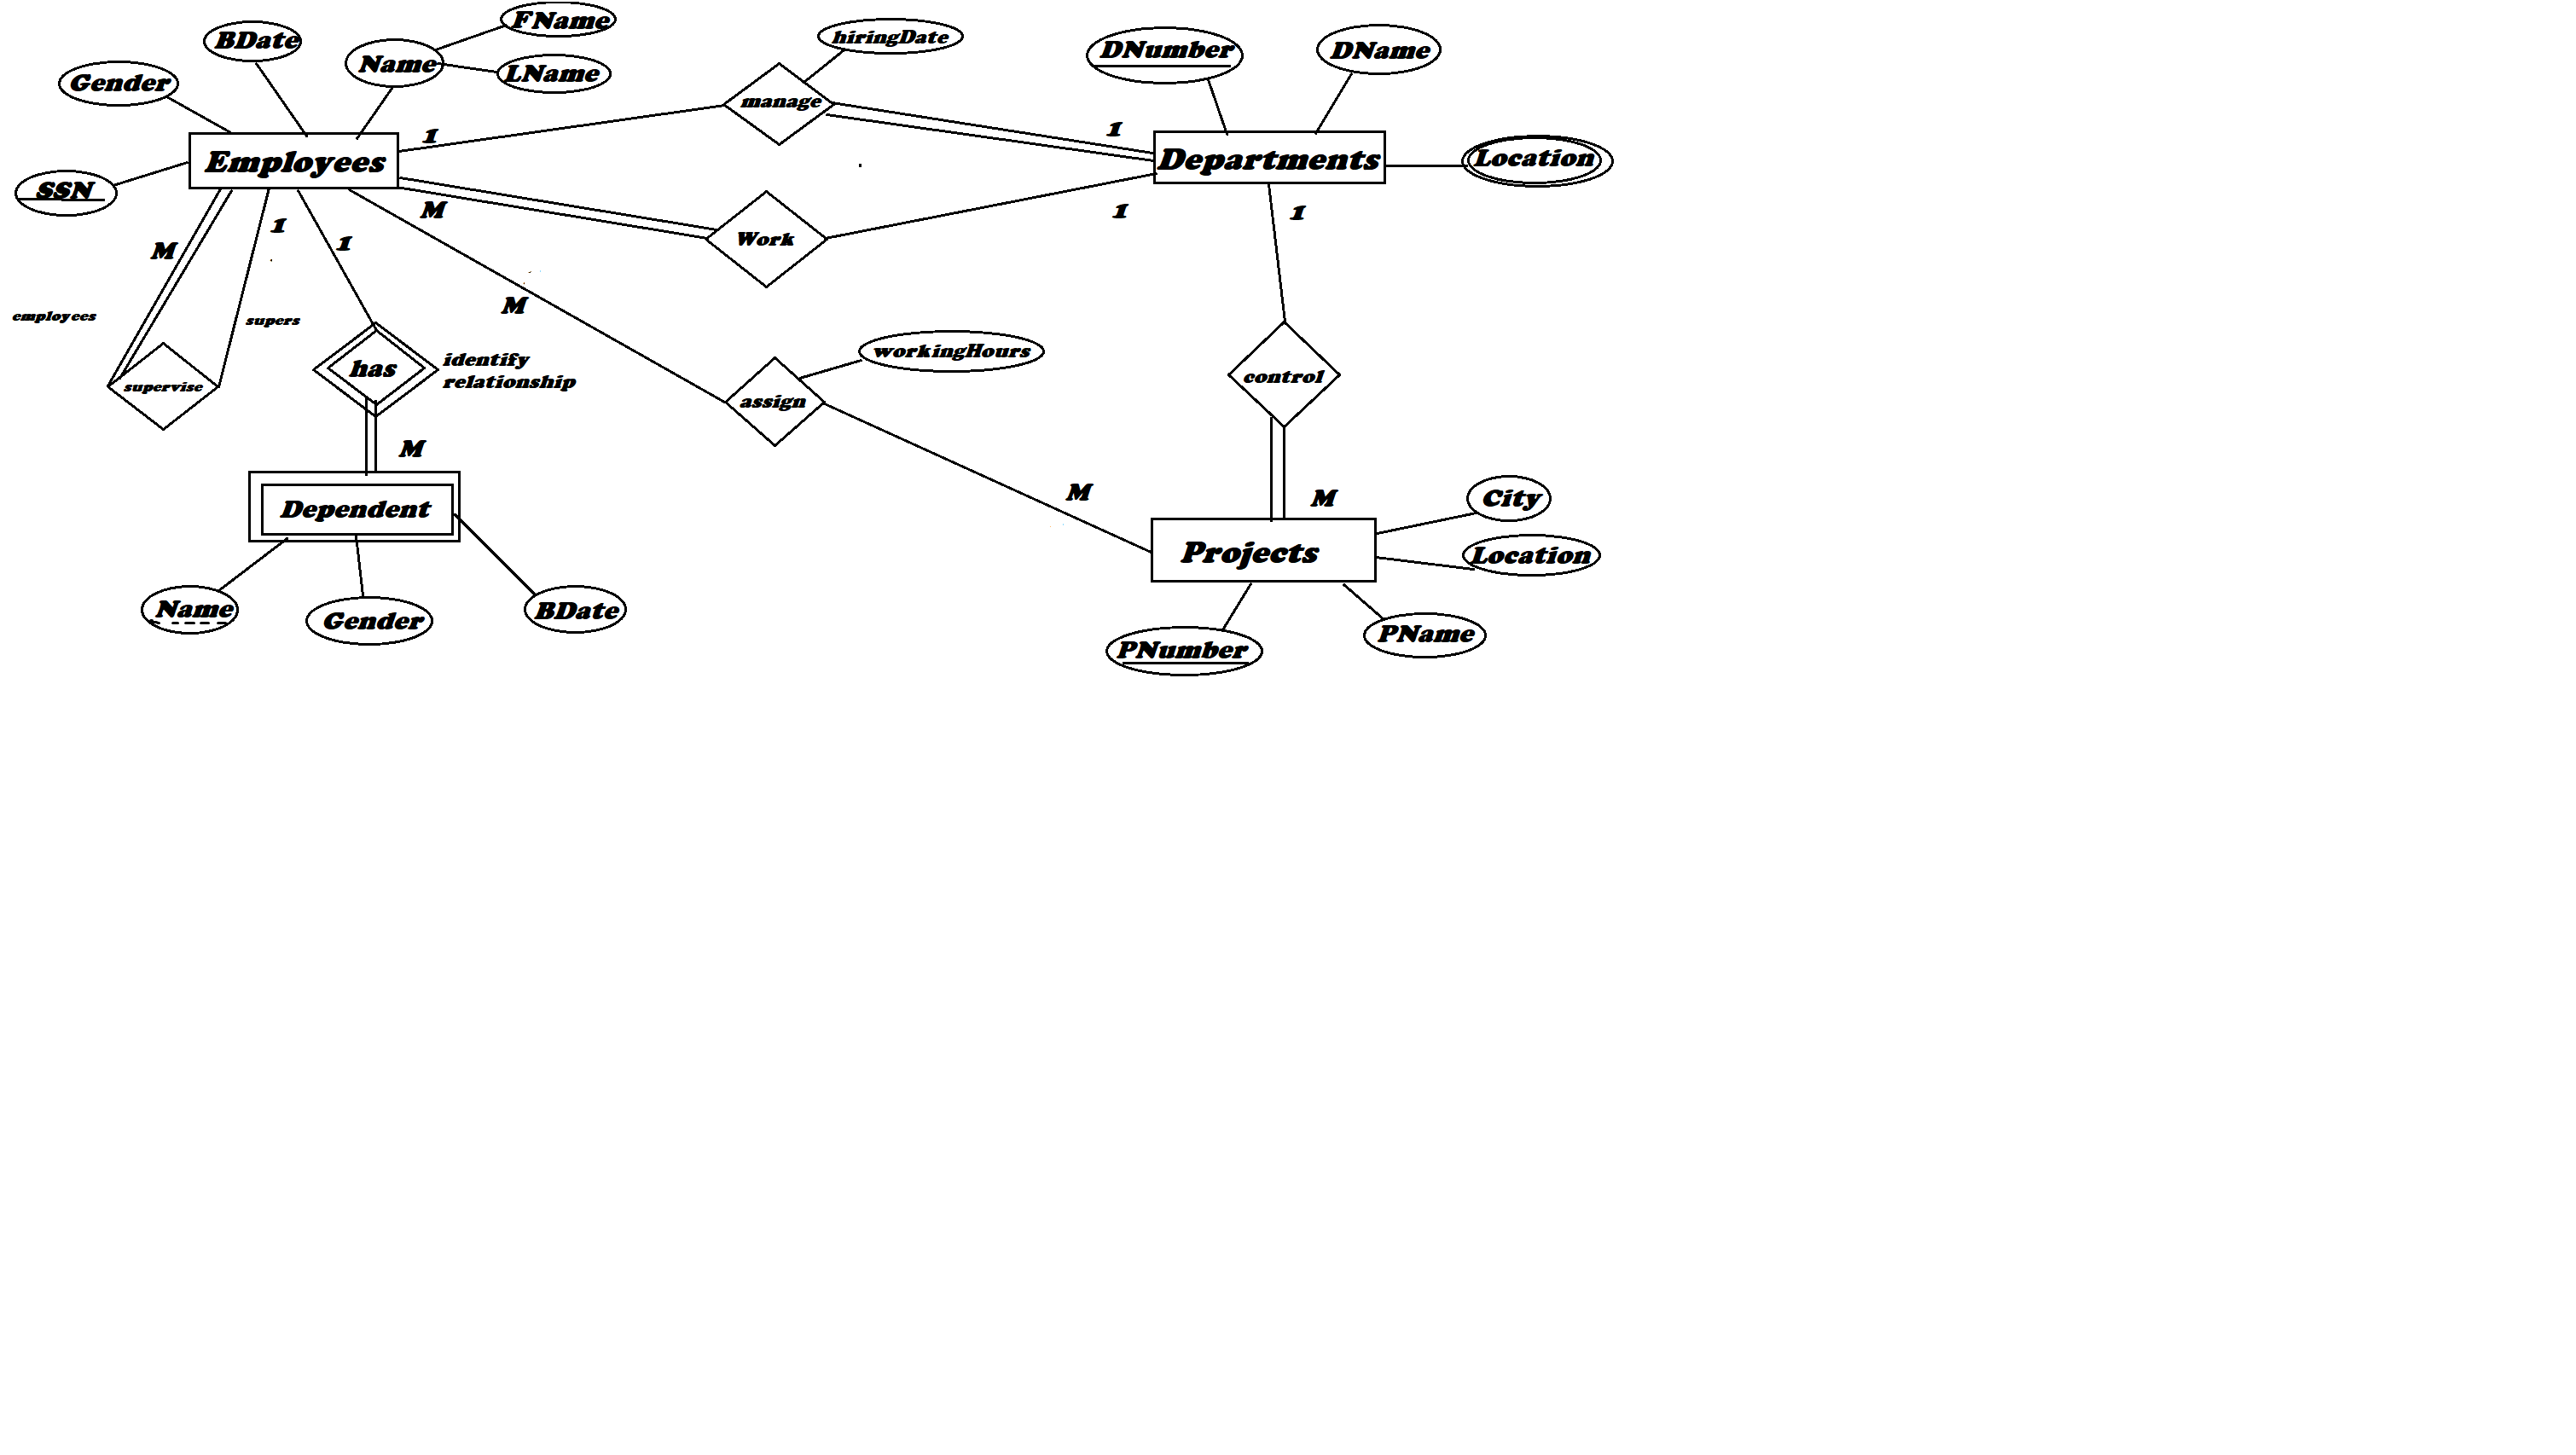 FName
hiringDate
BDate
DNumber
DName
Name
LName
Gender
manage
1
1
Employees
Departments
Location
SSN
M
1
1
1
1
Work
M
M
employees
supers
workingHours
identify
relationship
has
control
supervise
assign
M
M
M
City
Dependent
Projects
Location
Name
BDate
Gender
PName
PNumber